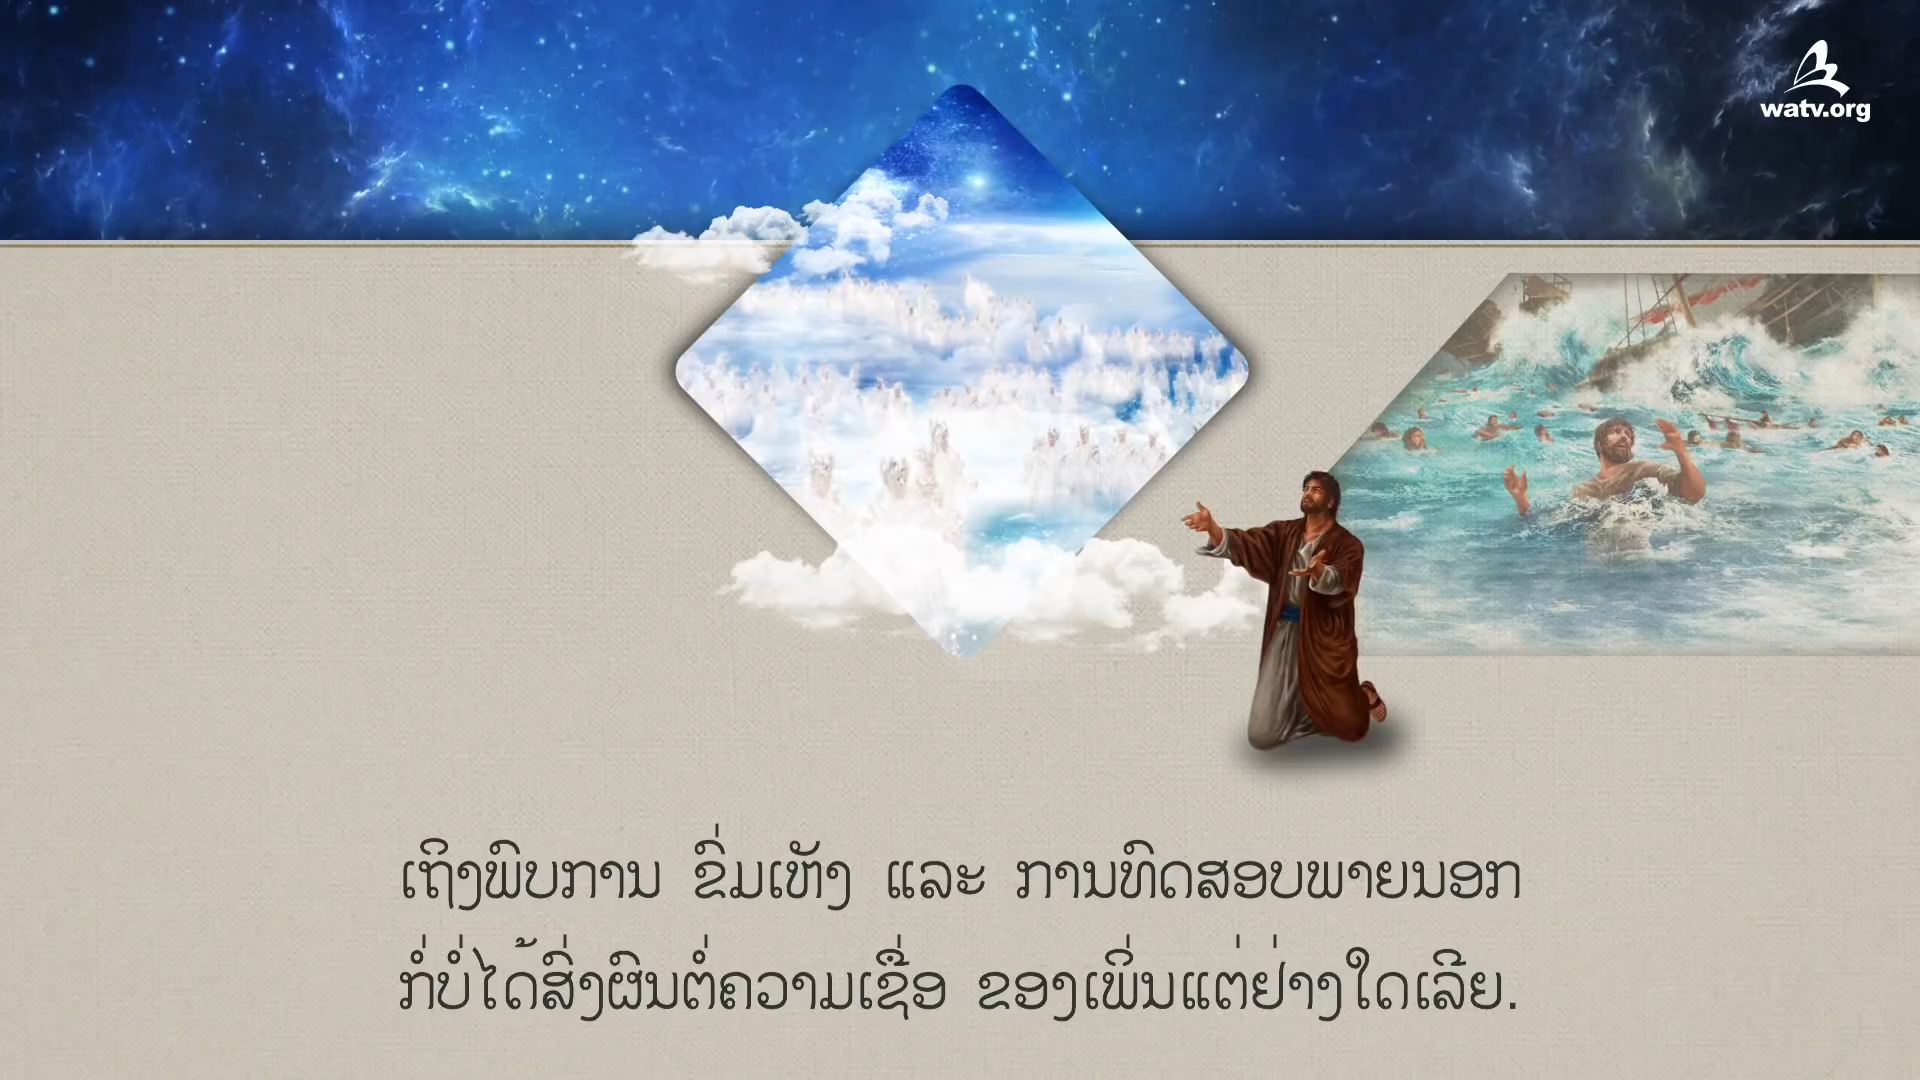 watv.org
ເຖິງພົບການ ຂົ່ມເຫັງ ແລະ ການທົດສອບພາຍນອກ
ກໍ່ບໍ່ໄດ້ສົ່ງຜົນຕໍ່ຄວາມເຊື່ອ ຂອງເພິ່ນແຕ່ຢ່າງໃດເລີຍ.